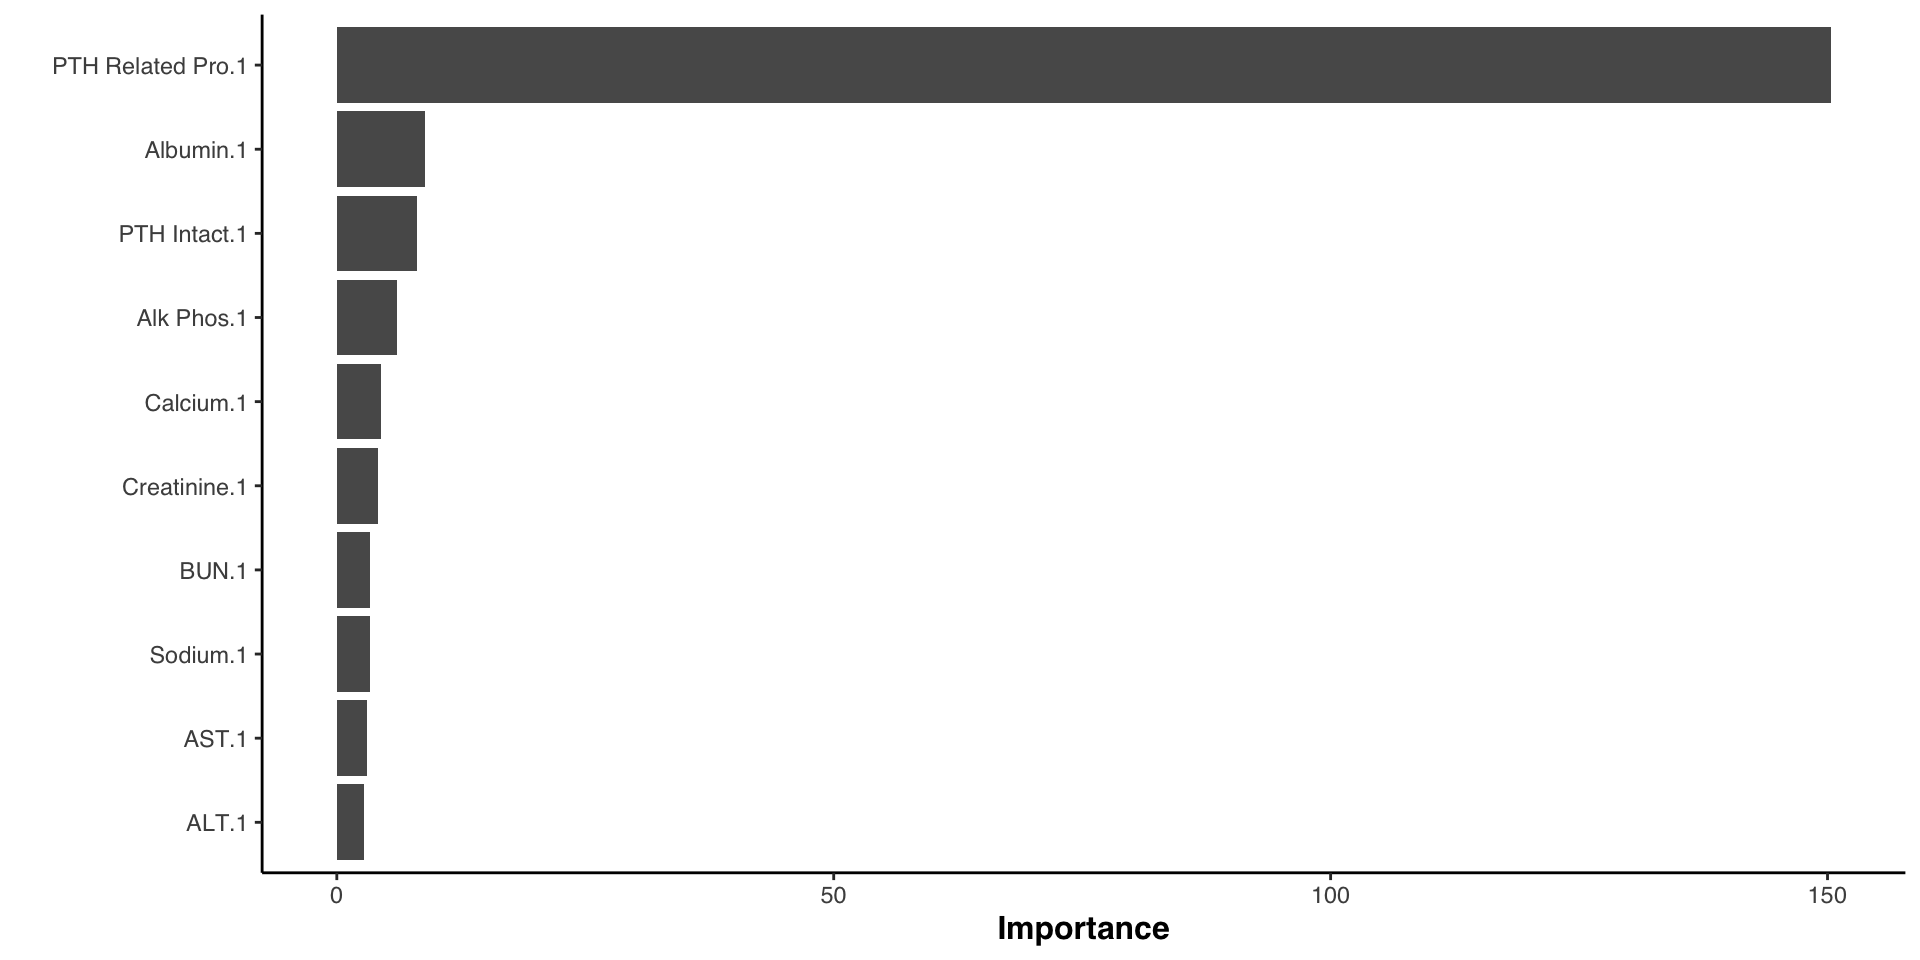 PTH Related Pro.1
Albumin.1
PTH Intact.1
Alk Phos.1
Calcium.1
Creatinine.1
BUN.1
Sodium.1
AST.1
ALT.1
0 50 100 150
Importance